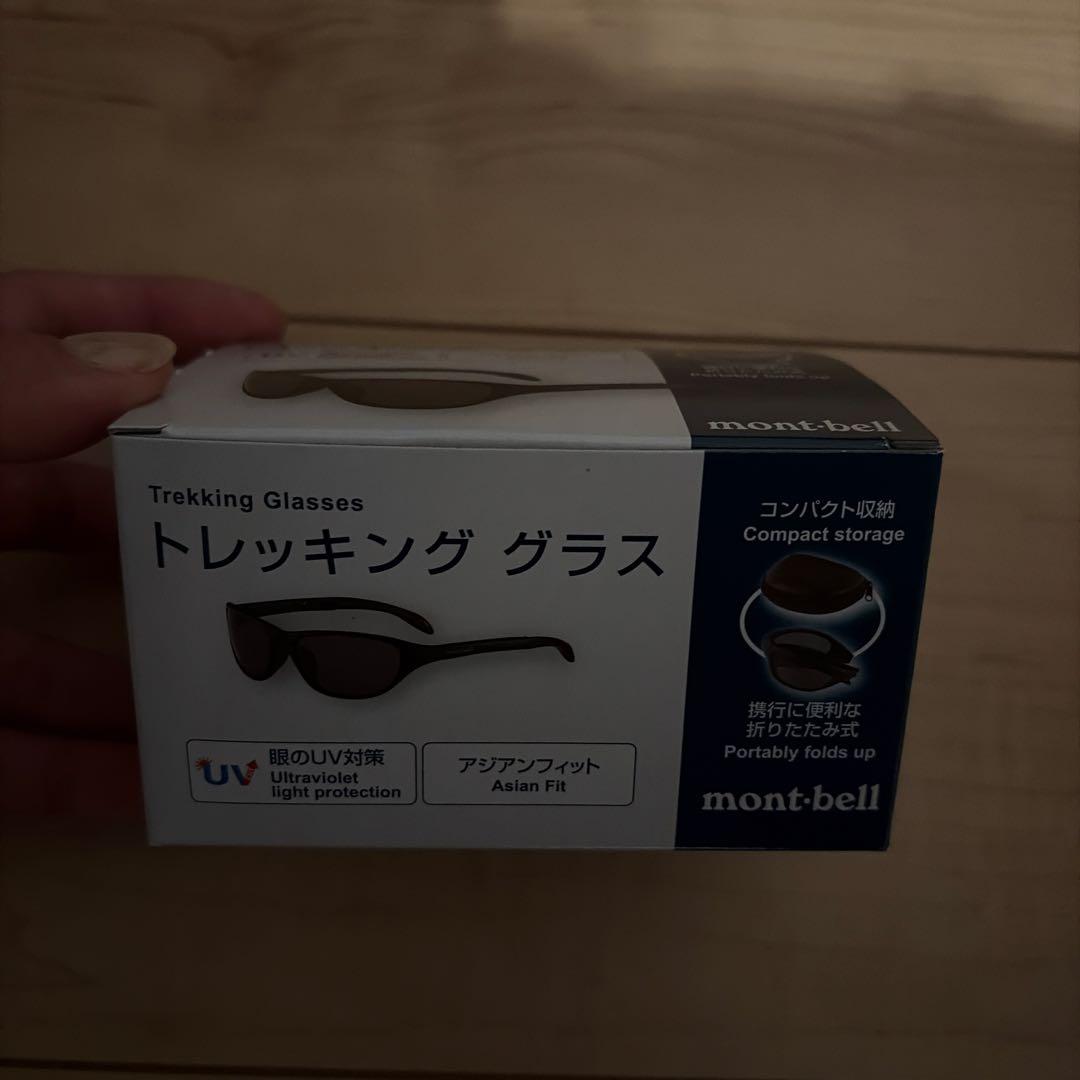 Portably folds up
mont·bell
Trekking Glasses
トレッキング グラス
UV
眼のUV対策
Ultraviolet
light protection
アジアンフィット
Asian Fit
コンパクト収納
Compact storage
携行に便利な
折りたたみ式
Portably folds up
mont·bell